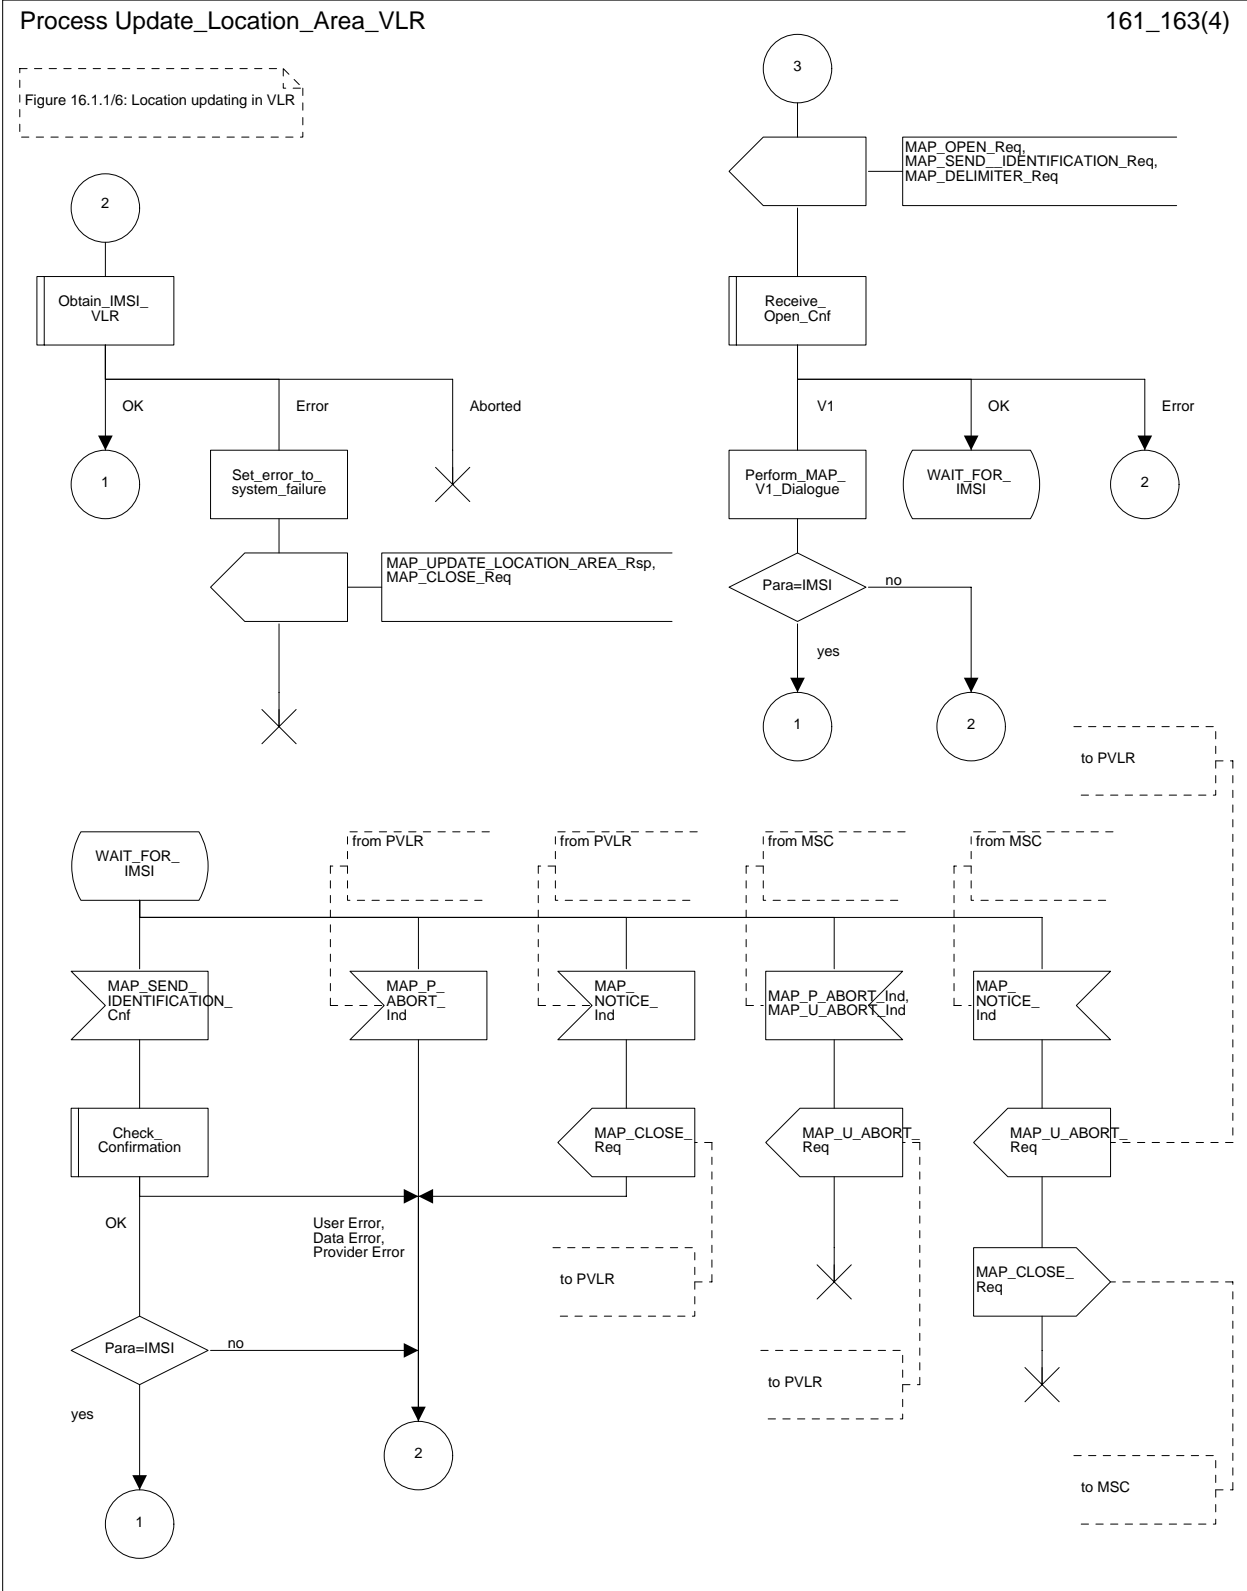 Process Update_Location_Area_VLR
161_163(4)
Figure 16.1.1/6: Location updating in VLR
3
MAP_OPEN_Req,
MAP_SEND__IDENTIFICATION_Req,
MAP_DELIMITER_Req
2
Obtain_IMSI_
VLR
Receive_
Open_Cnf
OK
Error
Aborted
V1
OK
Error
1
Set_error_to_
system_failure
Perform_MAP_
V1_Dialogue
WAIT_FOR_
IMSI
2
MAP_UPDATE_LOCATION_AREA_Rsp,
MAP_CLOSE_Req
Para=IMSI
no
yes
1
2
to PVLR
WAIT_FOR_
IMSI
from PVLR
from PVLR
from MSC
from MSC
MAP_SEND_
IDENTIFICATION_
Cnf
MAP_P_
ABORT_
Ind
MAP_
NOTICE_
Ind
MAP_P_ABORT_Ind,
MAP_U_ABORT_Ind
MAP_
NOTICE_
Ind
Check_
Confirmation
MAP_CLOSE_
Req
MAP_U_ABORT_
Req
MAP_U_ABORT_
Req
OK
User Error,
Data Error,
Provider Error
to PVLR
MAP_CLOSE_
Req
Para=IMSI
no
to PVLR
yes
2
to MSC
1